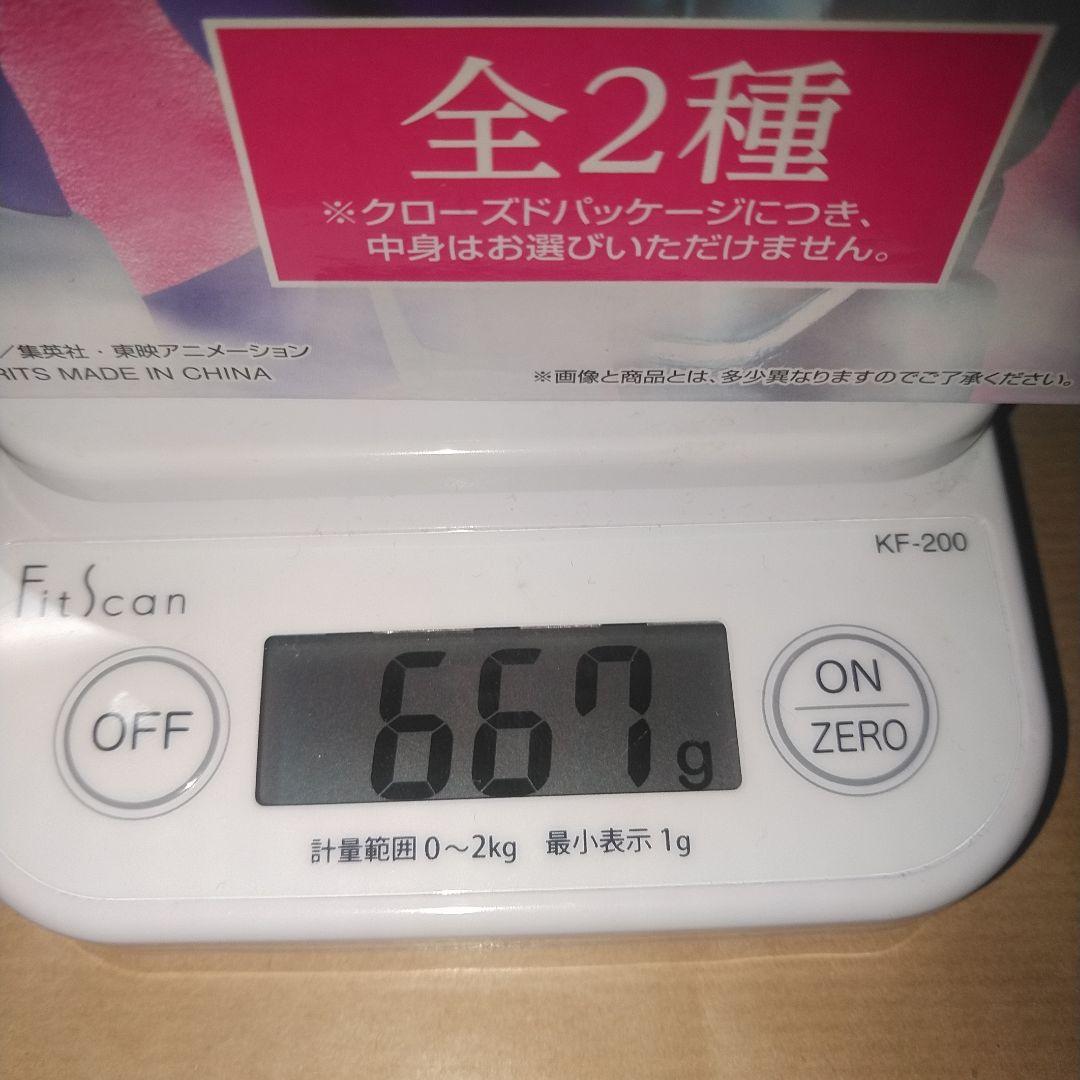 全2種
※クローズドパッケージにつき、
中身はお選びいただけません。
／集英社・東映アニメーション
RITS MADE IN CHINA
※画像と商品とは、多少異なりますのでご了承ください。
KF-200
FitScan
OFF
667g
ON
ZERO
計量範囲 0～2kg 最小表示 1g